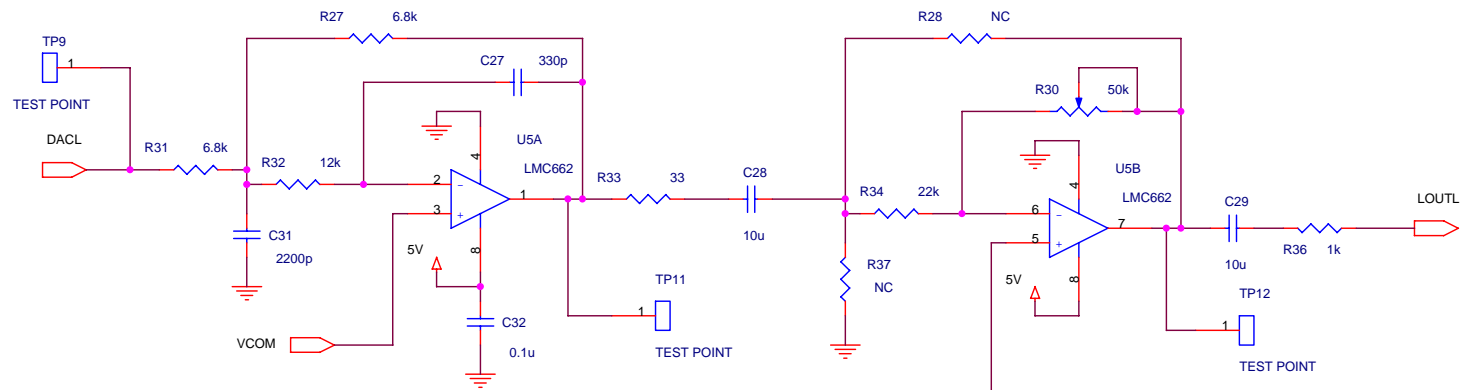 R27 6.8k
R28 NC
TP9
1
TEST POINT
C27 330p
R30 50k
DACL
R31 6.8k
R32 12k
4
U5A
LMC662
2
3
1
8
5V
R33 33
C28
10u
R34 22k
4
U5B
LMC662
6
5
7
8
5V
C29
10u
R36 1k
LOUTL
C31
2200p
R37
NC
TP11
1
TEST POINT
TP12
1
TEST POINT
VCOM
C32
0.1u